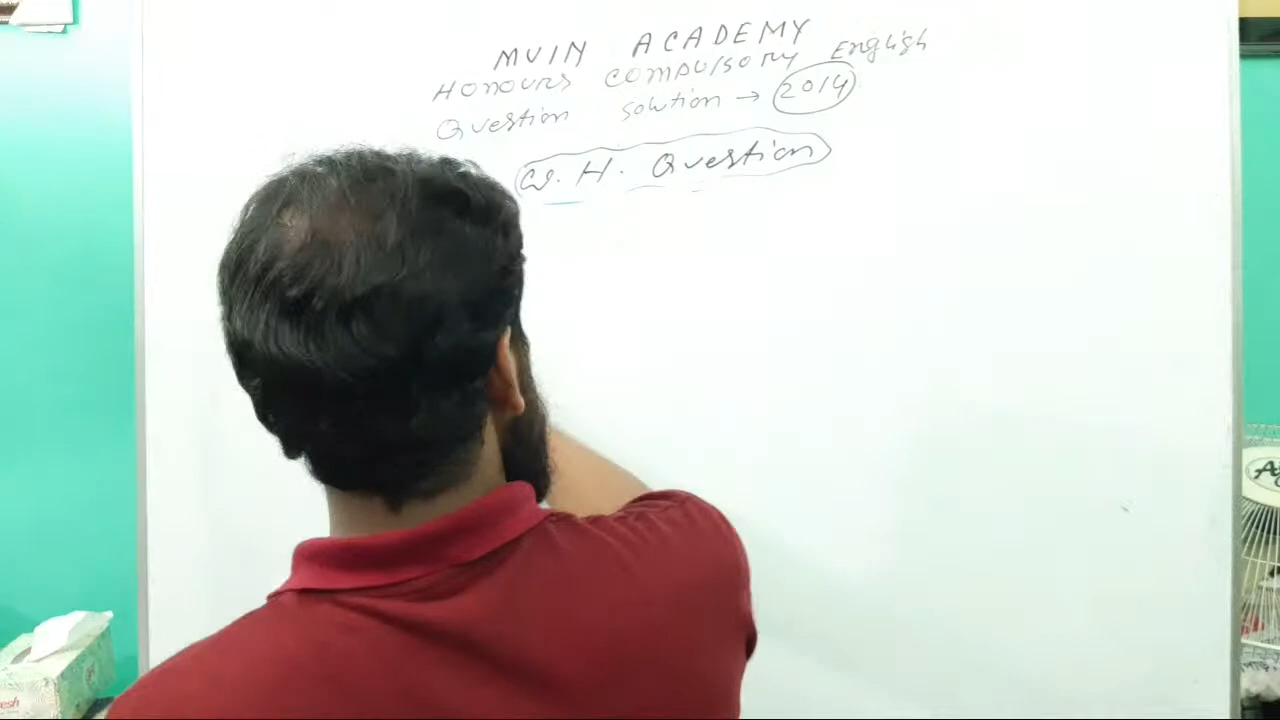 MUIN ACADEMY
Honours compulsory English
Question solution → 2014
W. H. Question